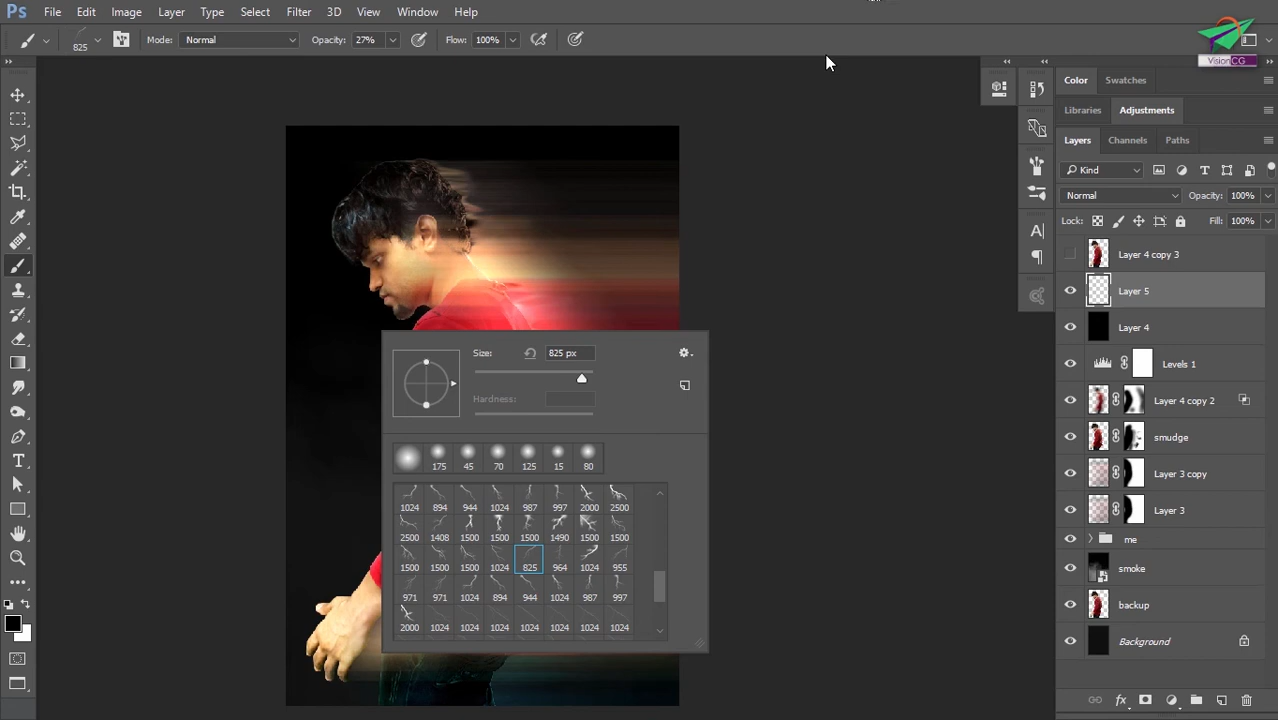 Ps File Edit Image Layer Type Select Filter 3D View Window Help
825 Mode: Normal Opacity: 27% Flow: 100%
VisionCG
Color Swatches
Libraries Adjustments
Layers Channels Paths
Kind
Normal Opacity: 100%
Lock: Fill: 100%
Layer 4 copy 3
Layer 5
Layer 4
Levels 1
Layer 4 copy 2
smudge
Layer 3 copy
Layer 3
me
smoke
backup
Background
Size: 825 px
Hardness:
175 45 70 125 15 80
1024 894 944 1024 987 997 2000 2500
2500 1408 1500 1500 1500 1490 1500 1500
1500 1500 1500 1024 825 964 1024 955
971 971 1024 894 944 1024 987 997
2000 1024 1024 1024 1024 1024 1024 1024